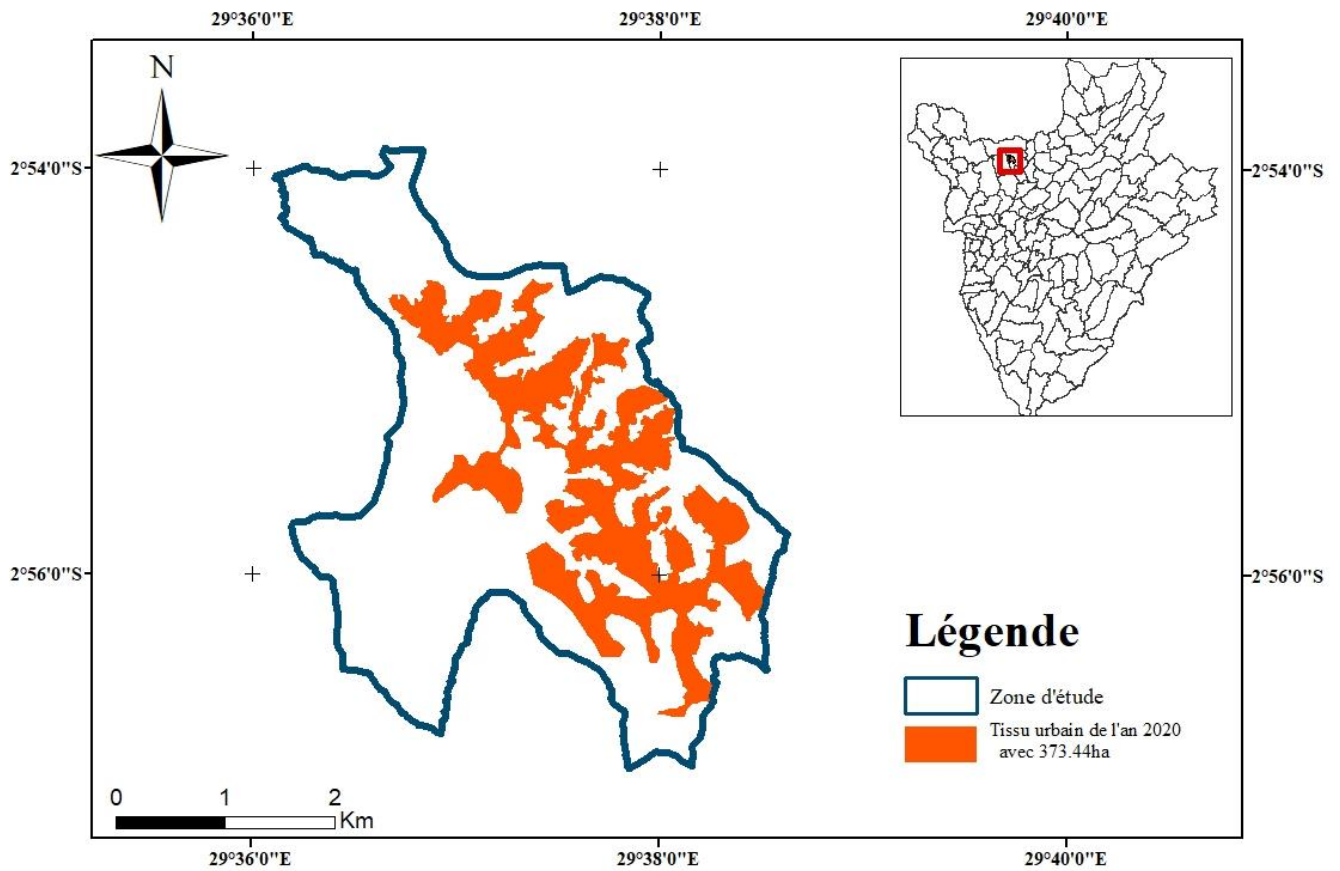 29°36'0"E 29°38'0"E 29°40'0"E
N
2°54'0"S 2°54'0"S
2°56'0"S 2°56'0"S
Légende
Zone d'étude
Tissu urbain de l'an 2020
avec 373.44ha
0 1 2
Km
29°36'0"E 29°38'0"E 29°40'0"E